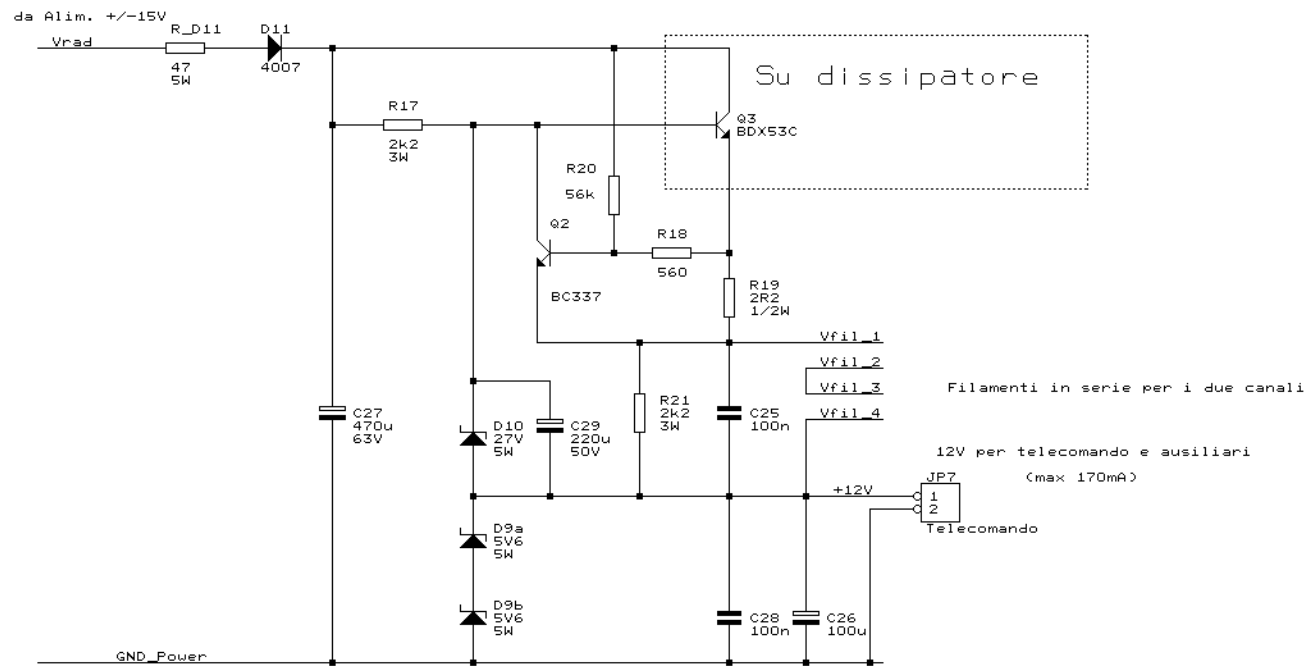 da Alim. +/-15V
Vrad
R_D11
47
5W
D11
4007
Su dissipatore
R17
2k2
3W
Q3
BDX53C
R20
56k
Q2
BC337
R18
560
R19
2R2
1/2W
Vfil_1
Vfil_2
Vfil_3
Vfil_4
Filamenti in serie per i due canali
C27
470u
63V
D10
27V
5W
C29
220u
50V
R21
2k2
3W
C25
100n
12V per telecomando e ausiliari
(max 170mA)
+12V
JP7
1
2
Telecomando
D9a
5V6
5W
D9b
5V6
5W
C28
100n
C26
100u
GND_Power